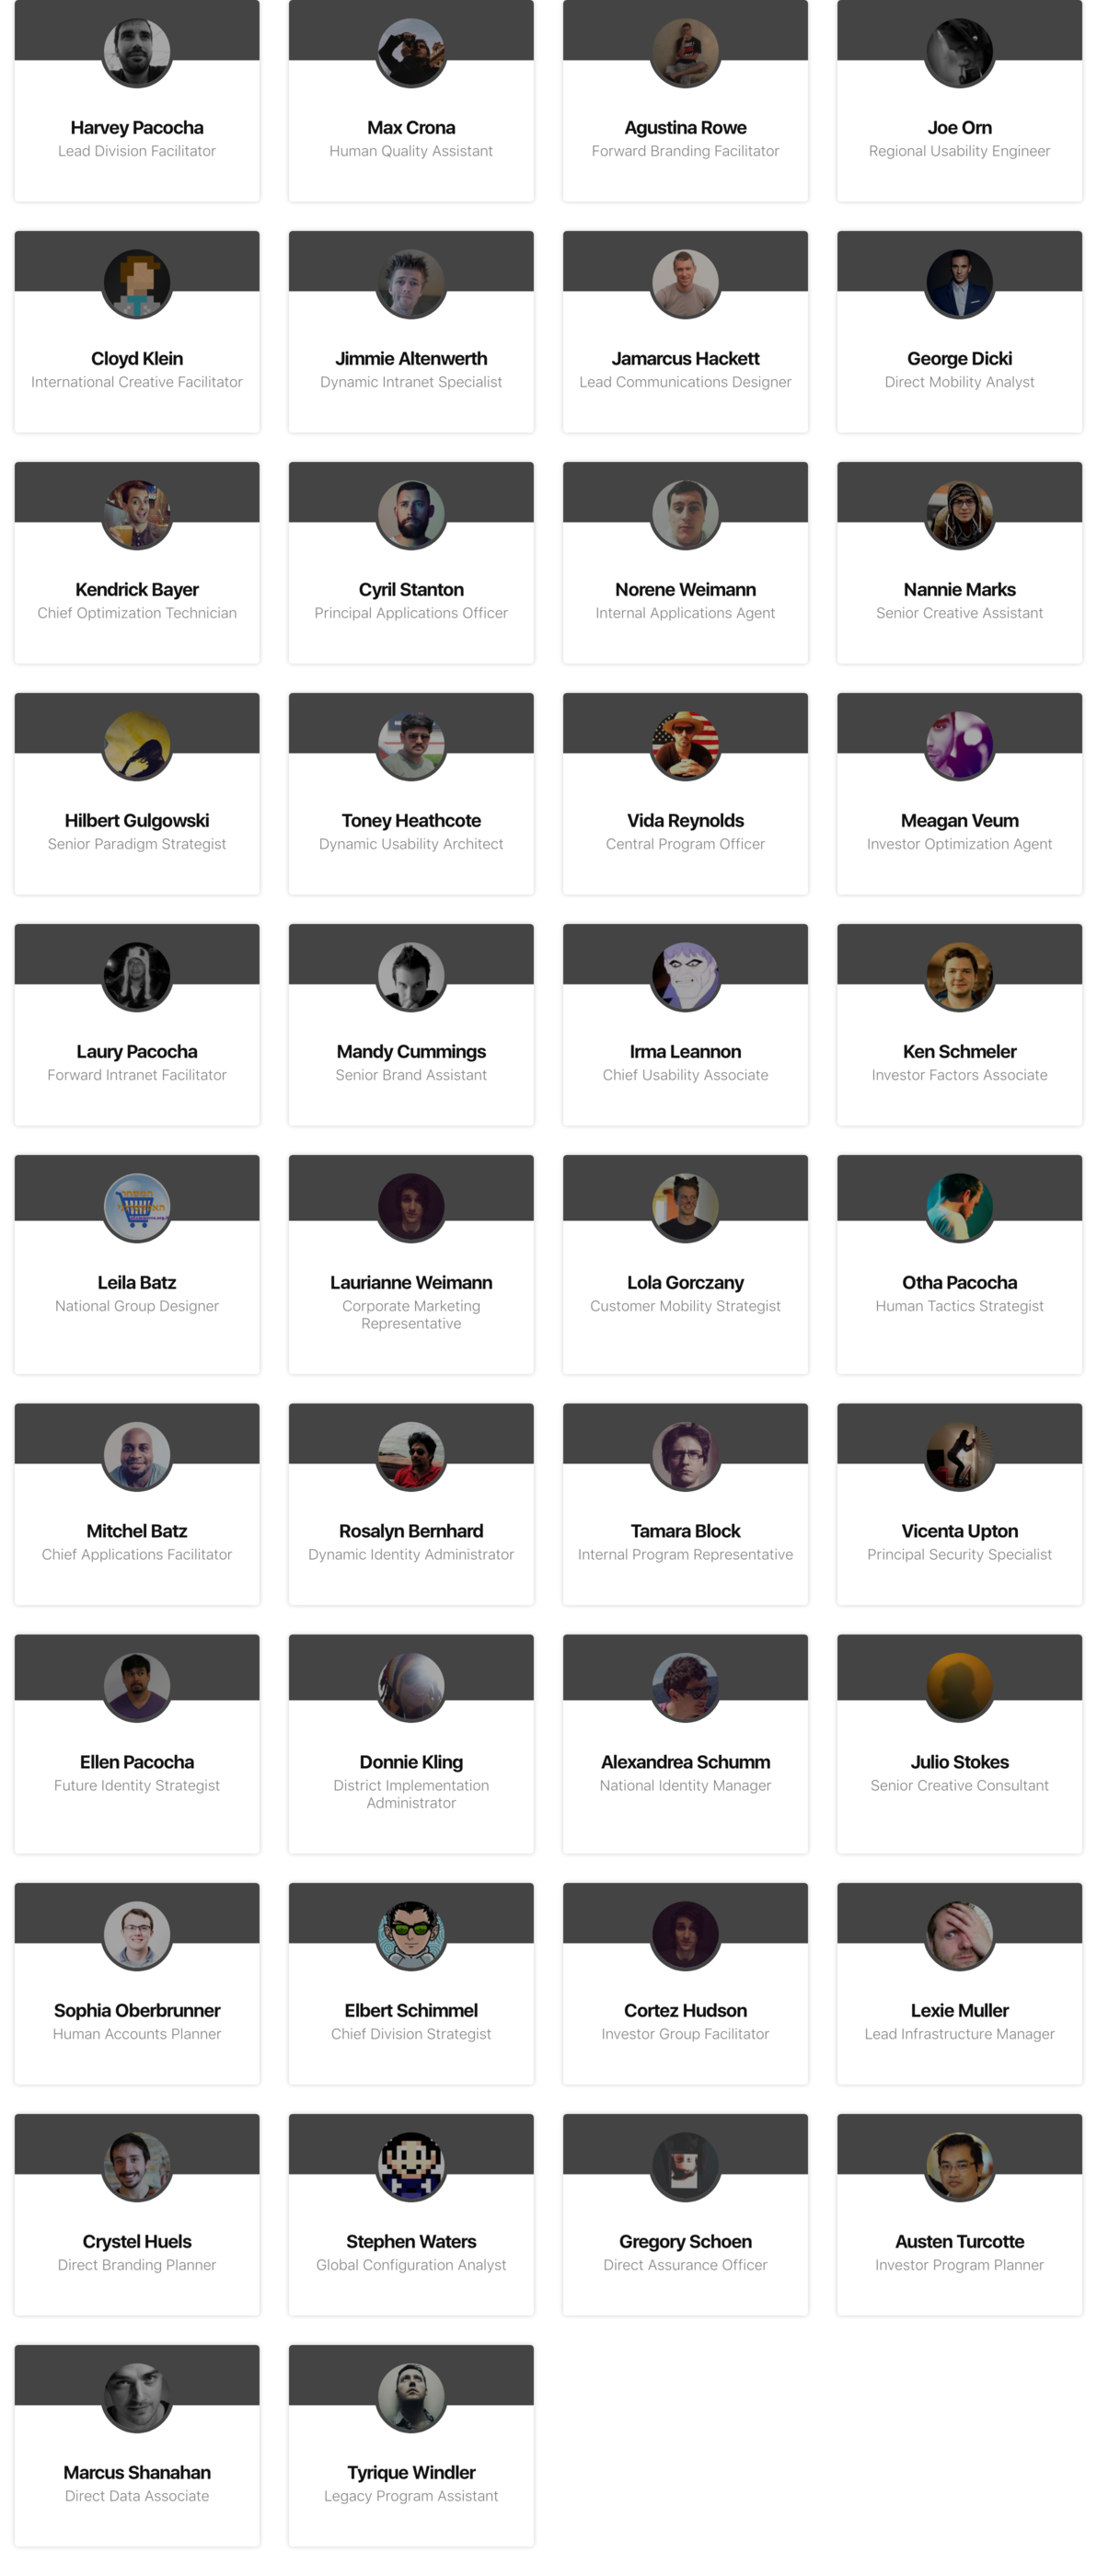 Harvey Pacocha
Lead Division Facilitator
Max Crona
Human Quality Assistant
Agustina Rowe
Forward Branding Facilitator
Joe Orn
Regional Usability Engineer
Cloyd Klein
International Creative Facilitator
Jimmie Altenwerth
Dynamic Intranet Specialist
Jamarcus Hackett
Lead Communications Designer
George Dicki
Direct Mobility Analyst
Kendrick Bayer
Chief Optimization Technician
Cyril Stanton
Principal Applications Officer
Norene Weimann
Internal Applications Agent
Nannie Marks
Senior Creative Assistant
Hilbert Gulgowski
Senior Paradigm Strategist
Toney Heathcote
Dynamic Usability Architect
Vida Reynolds
Central Program Officer
Meagan Veum
Investor Optimization Agent
Laury Pacocha
Forward Intranet Facilitator
Mandy Cummings
Senior Brand Assistant
Irma Leannon
Chief Usability Associate
Ken Schmeler
Investor Factors Associate
Leila Batz
National Group Designer
Laurianne Weimann
Corporate Marketing
Representative
Lola Gorczany
Customer Mobility Strategist
Otha Pacocha
Human Tactics Strategist
Mitchel Batz
Chief Applications Facilitator
Rosalyn Bernhard
Dynamic Identity Administrator
Tamara Block
Internal Program Representative
Vicenta Upton
Principal Security Specialist
Ellen Pacocha
Future Identity Strategist
Donnie Kling
District Implementation
Administrator
Alexandrea Schumm
National Identity Manager
Julio Stokes
Senior Creative Consultant
Sophia Oberbrunner
Human Accounts Planner
Elbert Schimmel
Chief Division Strategist
Cortez Hudson
Investor Group Facilitator
Lexie Muller
Lead Infrastructure Manager
Crystel Huels
Direct Branding Planner
Stephen Waters
Global Configuration Analyst
Gregory Schoen
Direct Assurance Officer
Austen Turcotte
Investor Program Planner
Marcus Shanahan
Direct Data Associate
Tyrique Windler
Legacy Program Assistant